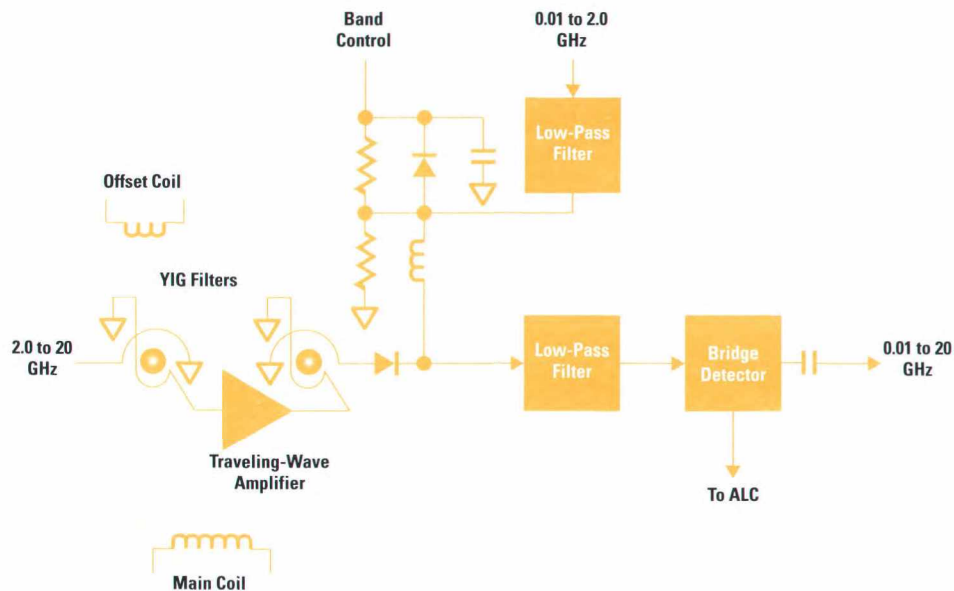 Band
Control
0.01 to 2.0
GHz
Low-Pass
Filter
Offset Coil
YIG Filters
2.0 to 20
GHz
Low-Pass
Filter
Bridge
Detector
0.01 to 20
GHz
Traveling-Wave
Amplifier
To ALC
Main Coil